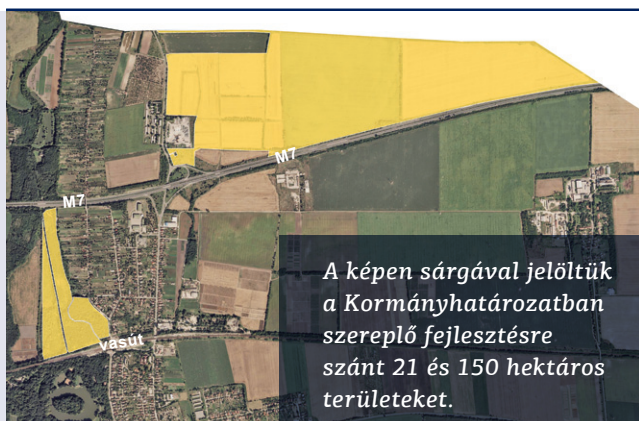 M7
M7
A képen sárgával jelöltük
a Kormányhatározatban
szereplő fejlesztésre
szánt 21 és 150 hektáros
területeket.
vasút